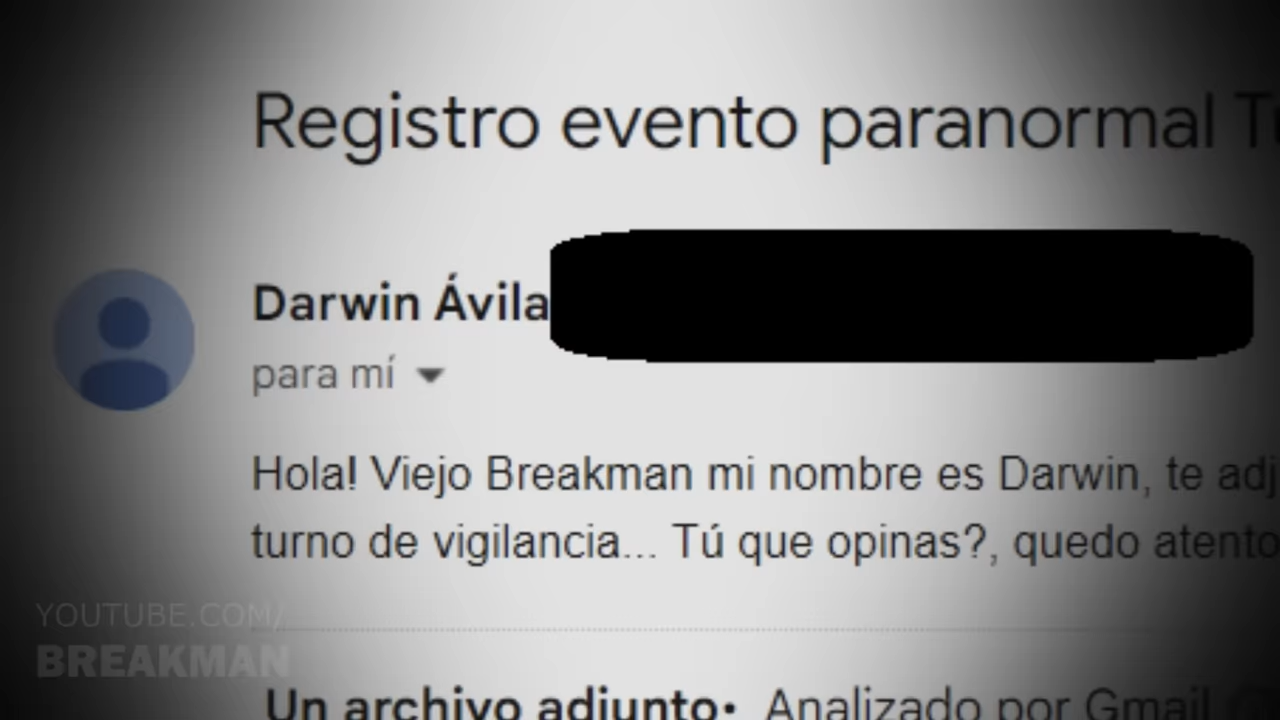 Registro evento paranormal
Darwin Ávila
para mí
Hola! Viejo Breakman mi nombre es Darwin, te
turno de vigilancia... Tú que opinas?, quedo atento
YOUTUBE.COM/
BREAKMAN
Un archivo adjunto• Analizado por Gmail